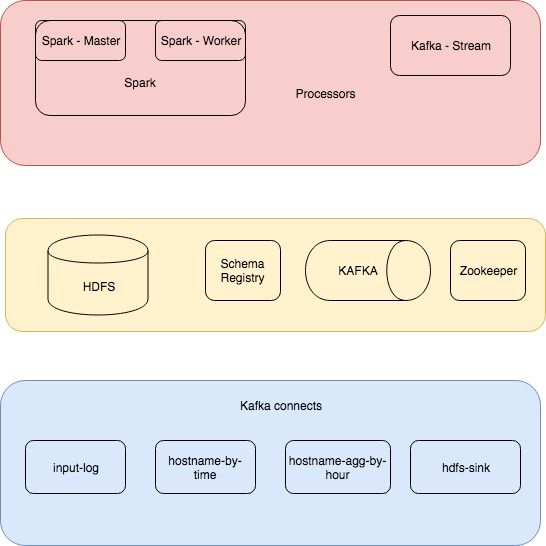 Spark - Master
Spark - Worker
Kafka - Stream
Spark
Processors
HDFS
Schema
Registry
KAFKA
Zookeeper
Kafka connects
input-log
hostname-by-
time
hostname-agg-by-
hour
hdfs-sink